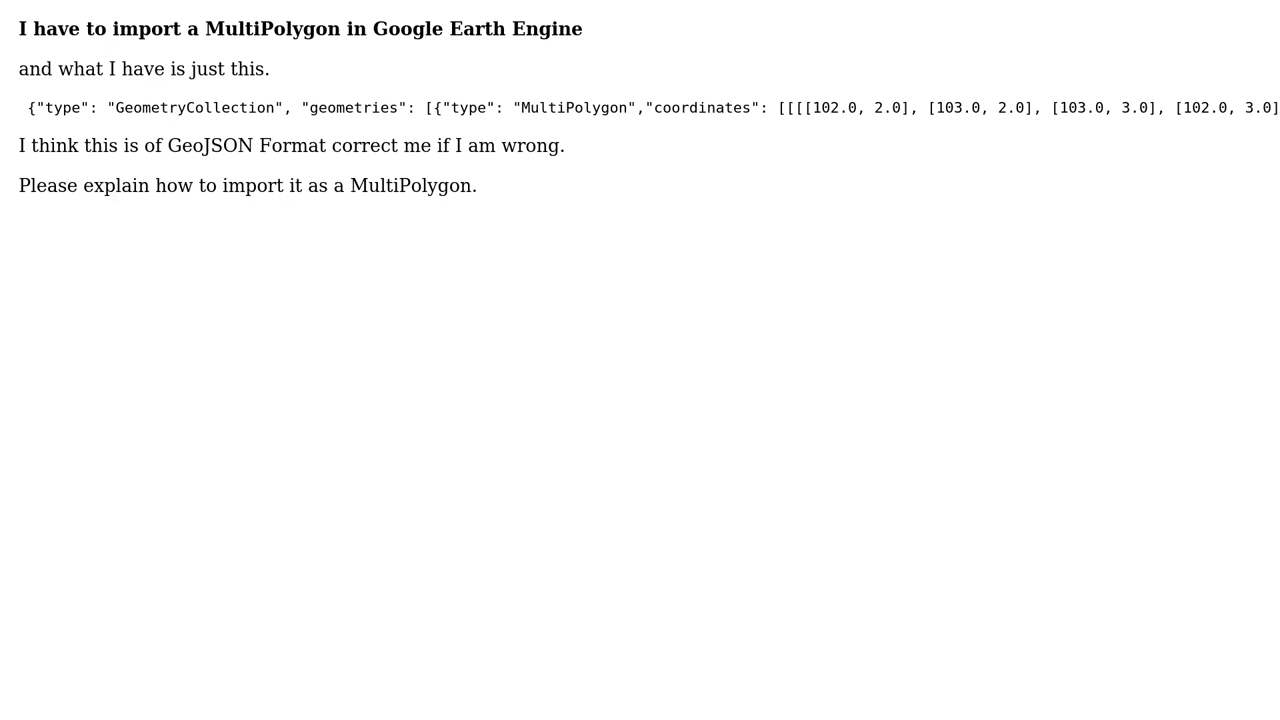 I have to import a MultiPolygon in Google Earth Engine
and what I have is just this.
{"type": "GeometryCollection", "geometries": [{"type": "MultiPolygon","coordinates": [[[[102.0, 2.0], [103.0, 2.0], [103.0, 3.0], [102.0, 3.0]
I think this is of GeoJSON Format correct me if I am wrong.
Please explain how to import it as a MultiPolygon.